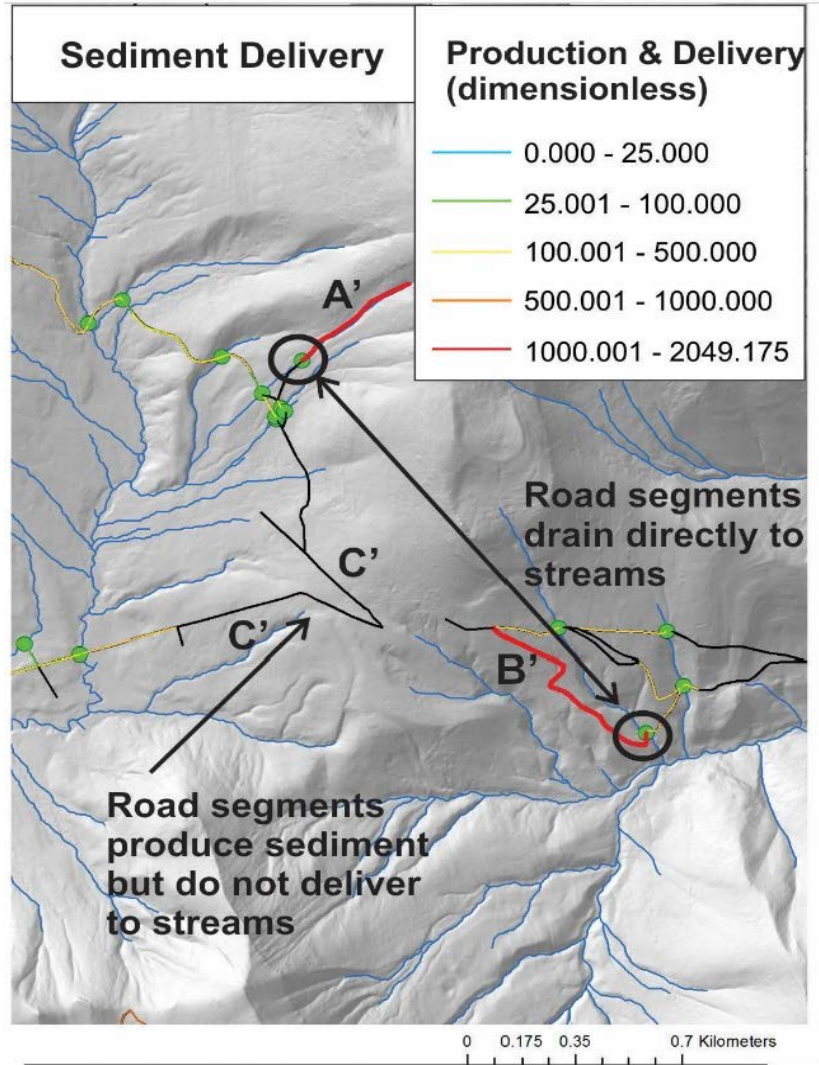 Sediment Delivery
Production & Delivery
(dimensionless)
0.000 - 25.000
25.001 - 100.000
100.001 - 500.000
500.001 - 1000.000
1000.001 - 2049.175
A’
Road segments
drain directly to
streams
C’
C’
B’
Road segments
produce sediment
but do not deliver
to streams
0 0.175 0.35 0.7 Kilometers